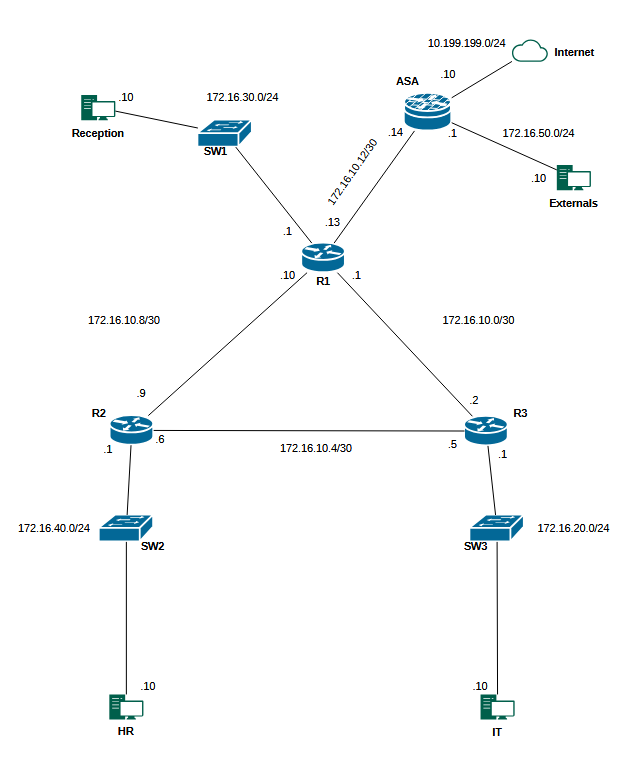 10.199.199.0/24
Internet
.10
ASA
.10
172.16.30.0/24
Reception
SW1
.14
.1
172.16.50.0/24
172.16.10.12/30
.10
Externals
.13
.1
.10
R1
.1
172.16.10.8/30
172.16.10.0/30
.9
.2
R2
R3
.1
.6
172.16.10.4/30
.5
.1
172.16.40.0/24
SW2
172.16.20.0/24
SW3
.10
.10
HR
IT